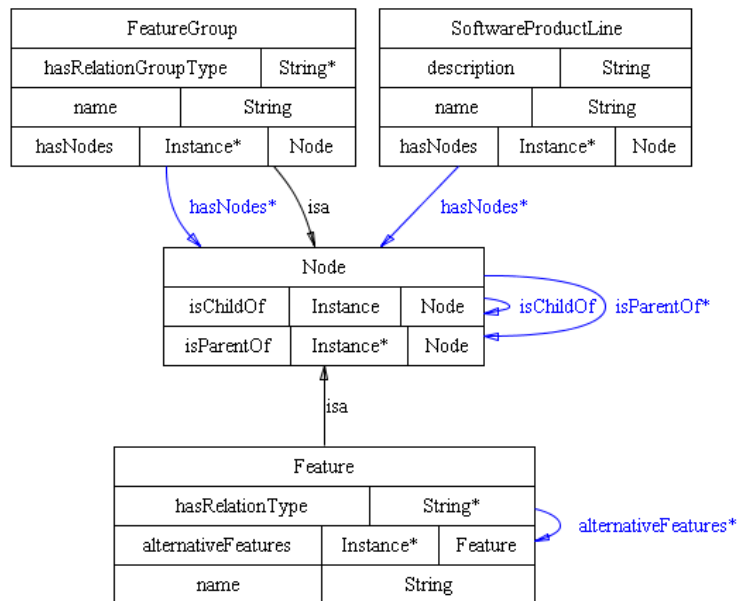 FeatureGroup
hasRelationGroupType String*
name String
hasNodes Instance* Node
SoftwareProductLine
description String
name String
hasNodes Instance* Node
hasNodes*
isa
hasNodes*
Node
isChildOf Instance Node
isParentOf Instance* Node
isChildOf
isParentOf*
isa
Feature
hasRelationType String*
alternativeFeatures Instance* Feature
name String
alternativeFeatures*